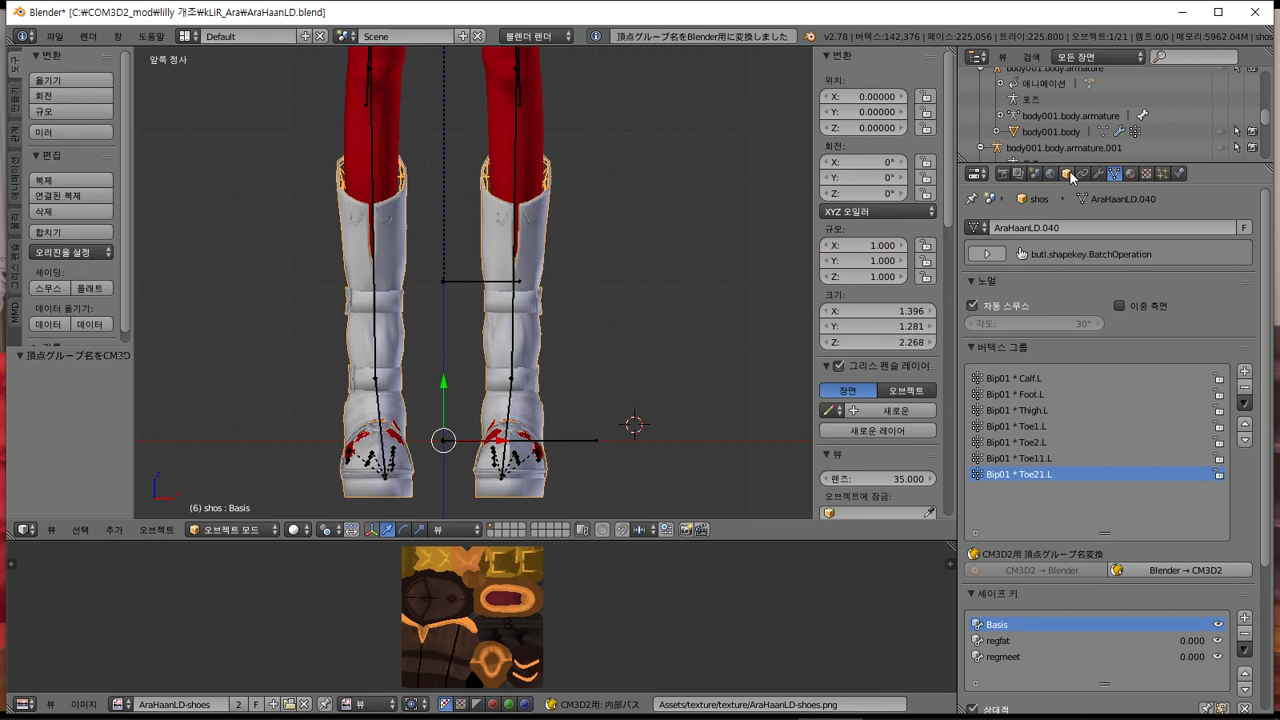 Blender* [C:₩COM3D2_mod₩lilly 개조₩kLiR_Ara₩AraHaanLD.blend]
파일 렌더 창 도움말 Default Scene 블렌더 렌더 頂点グループ名をBlender用に変換しました v2.78 | 버텍스:142,376 | 페이스:225,056 | 트라이:225,800 | 오브젝트:1/21 | 램프:0/0 | 메모리:596.04M | shos
변환
옮기기
회전
규모
미러
편집
복제
연결된 복제
삭제
합치기
오리진을 설정
셰이딩:
스무스 플래트
데이터 옮기기:
데이터 데이터
頂点グループ名をCM3D
MMD
앞쪽 정사
(6) shos : Basis
뷰 선택 추가 오브젝트 오브젝트 모드 뷰
변환
위치:
X: 0.00000
Y: 0.00000
Z: 0.00000
회전:
X: 0°
Y: 0°
Z: 0°
XYZ 오일러
규모:
X: 1.000
Y: 1.000
Z: 1.000
크기:
X: 1.396
Y: 1.281
Z: 2.268
그리스 펜슬 레이어
장면 오브젝트
새로운
새로운 레이어
뷰
렌즈: 35.000
오브젝트에 잠금:
뷰 검색 모든 장면
body001.body.armature
애니메이션
포즈
body001.body.armature
body001.body
body001.body.armature.001
shos AraHaanLD.040
AraHaanLD.040 F
butl.shapekey.BatchOperation
노멀
자동 스무스 이중 측면
각도: 30°
버텍스 그룹
Bip01 * Calf.L
Bip01 * Foot.L
Bip01 * Thigh.L
Bip01 * Toe1.L
Bip01 * Toe2.L
Bip01 * Toe11.L
Bip01 * Toe21.L
CM3D2用 頂点グループ名変換
CM3D2 → Blender Blender → CM3D2
셰이프 키
Basis
regfat 0.000
regmeet 0.000
상대적
뷰 이미지 AraHaanLD-shoes 2 F 뷰 CM3D2用: 内部パス Assets/texture/texture/AraHaanLD-shoes.png